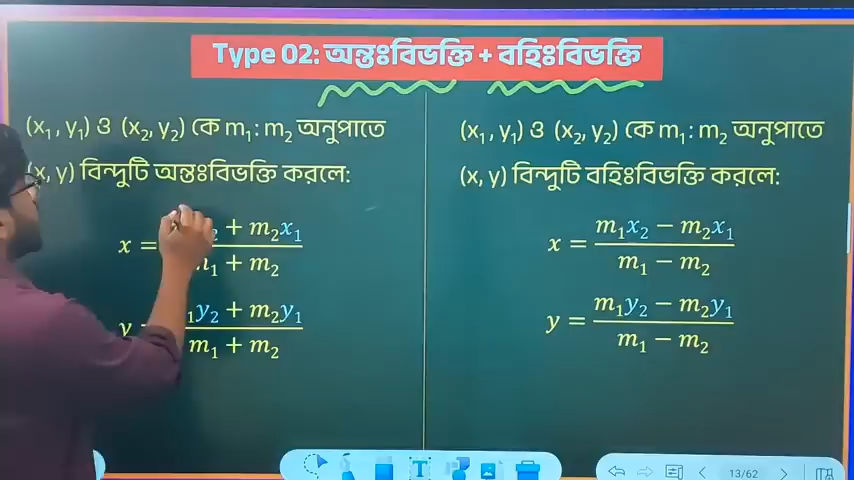 Type 02: অন্তঃবিভক্তি + বহিঃবিভক্তি
(x₁, y₁) ও (x₂, y₂) কে m₁ : m₂ অনুপাতে
(x, y) বিন্দুটি অন্তঃবিভক্তি করলে:
x = ₂ + m₂x₁
m₁ + m₂
y = ₁y₂ + m₂y₁
m₁ + m₂
(x₁, y₁) ও (x₂, y₂) কে m₁ : m₂ অনুপাতে
(x, y) বিন্দুটি বহিঃবিভক্তি করলে:
x = m₁x₂ − m₂x₁
m₁ − m₂
y = m₁y₂ − m₂y₁
m₁ − m₂
T
13/62